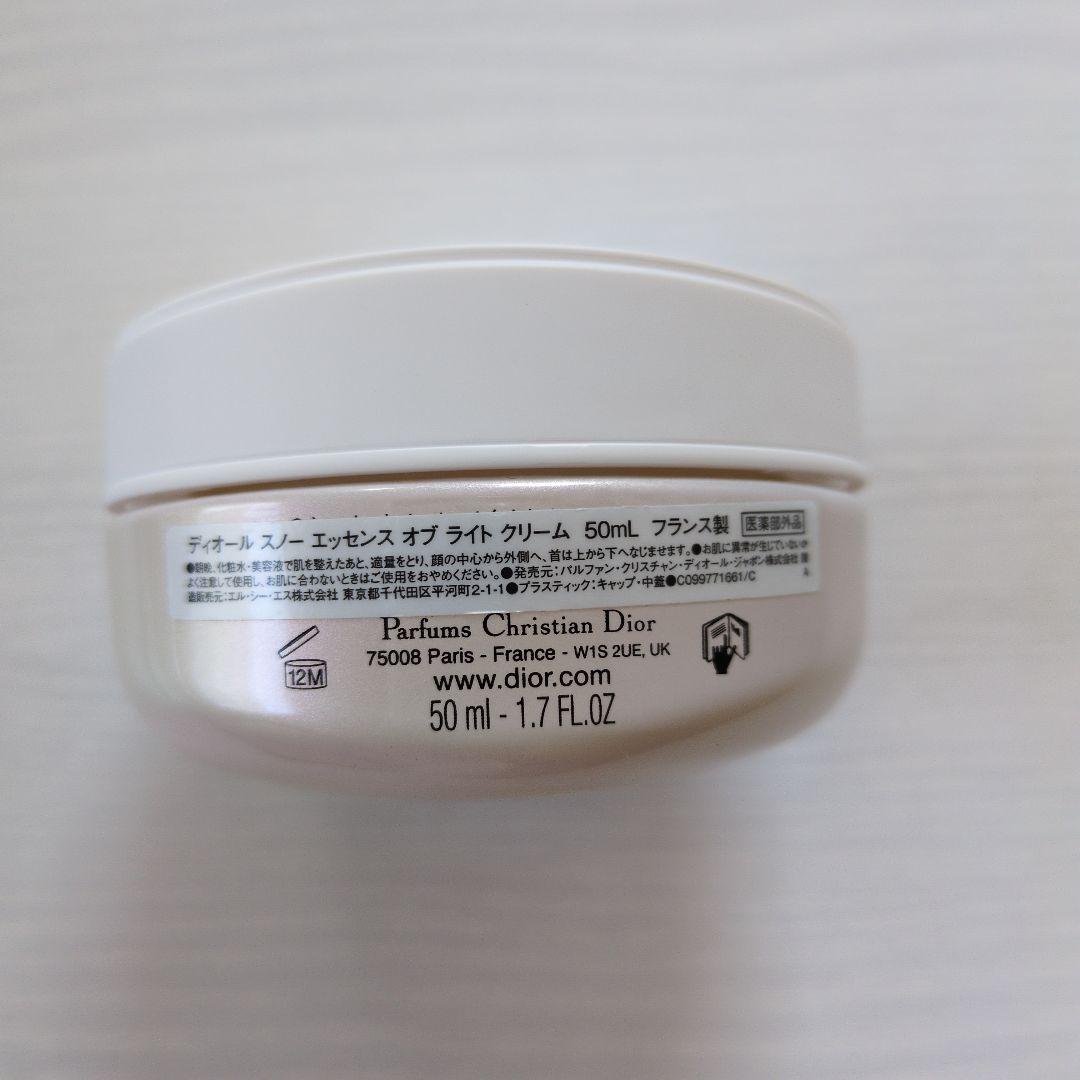 ディオール スノー エッセンス オブ ライト クリーム 50mL フランス製 医薬部外品
●朝晩、化粧水・美容液で肌を整えたあと、適量をとり、顔の中心から外側へ、首は上から下へなじませます。●お肌に異常が生じていないか
よく注意して使用し、お肌に合わないときはご使用をおやめください。●発売元:パルファン・クリスチャン・ディオール・ジャポン株式会社
販売元:エル・シー・エス株式会社 東京都千代田区平河町2-1-1●プラスティック:キャップ・中蓋●C099771661/C
Parfums Christian Dior
75008 Paris - France - W1S 2UE, UK
12M
www.dior.com
50 ml - 1.7 FL.OZ